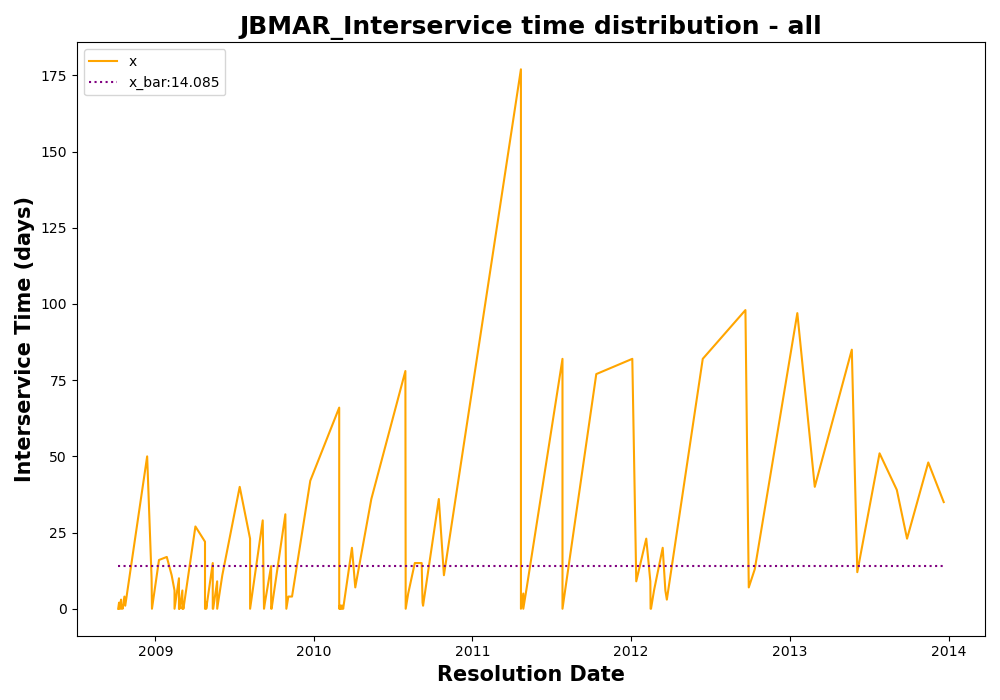 JBMAR_Interservice time distribution - all
x
x_bar:14.085
Interservice Time (days)
175
150
125
100
75
50
25
0
2009 2010 2011 2012 2013 2014
Resolution Date